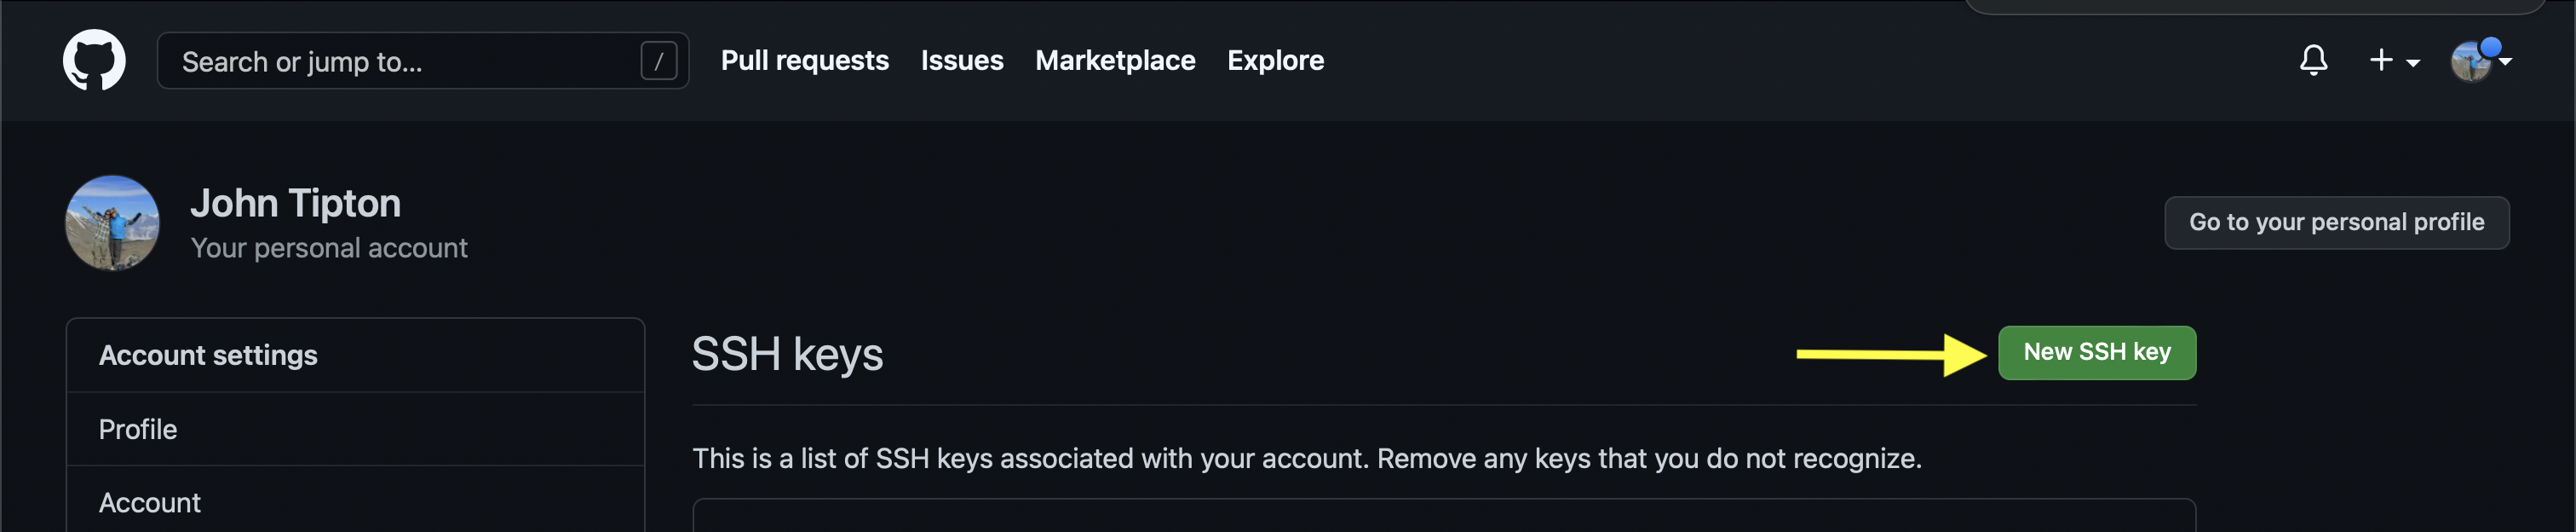 Search or jump to... /
Pull requests Issues Marketplace Explore
John Tipton
Your personal account
Go to your personal profile
Account settings
Profile
Account
SSH keys
New SSH key
This is a list of SSH keys associated with your account. Remove any keys that you do not recognize.